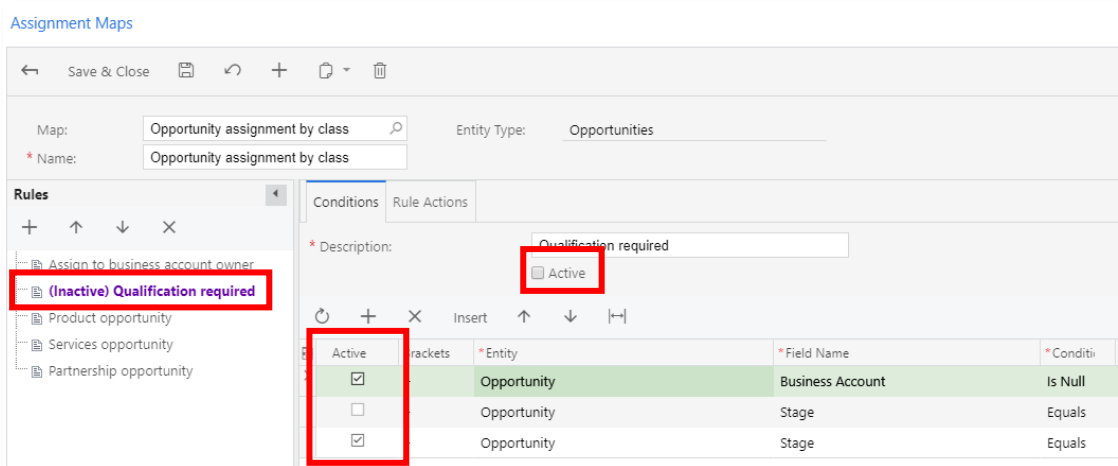 Assignment Maps
Save & Close
Map: Opportunity assignment by class Entity Type: Opportunities
* Name: Opportunity assignment by class
Rules
Conditions Rule Actions
* Description: Qualification required
Active
Assign to business account owner
(Inactive) Qualification required
Product opportunity
Services opportunity
Partnership opportunity
Insert
Active Brackets * Entity * Field Name * Conditi
Opportunity Business Account Is Null
Opportunity Stage Equals
Opportunity Stage Equals